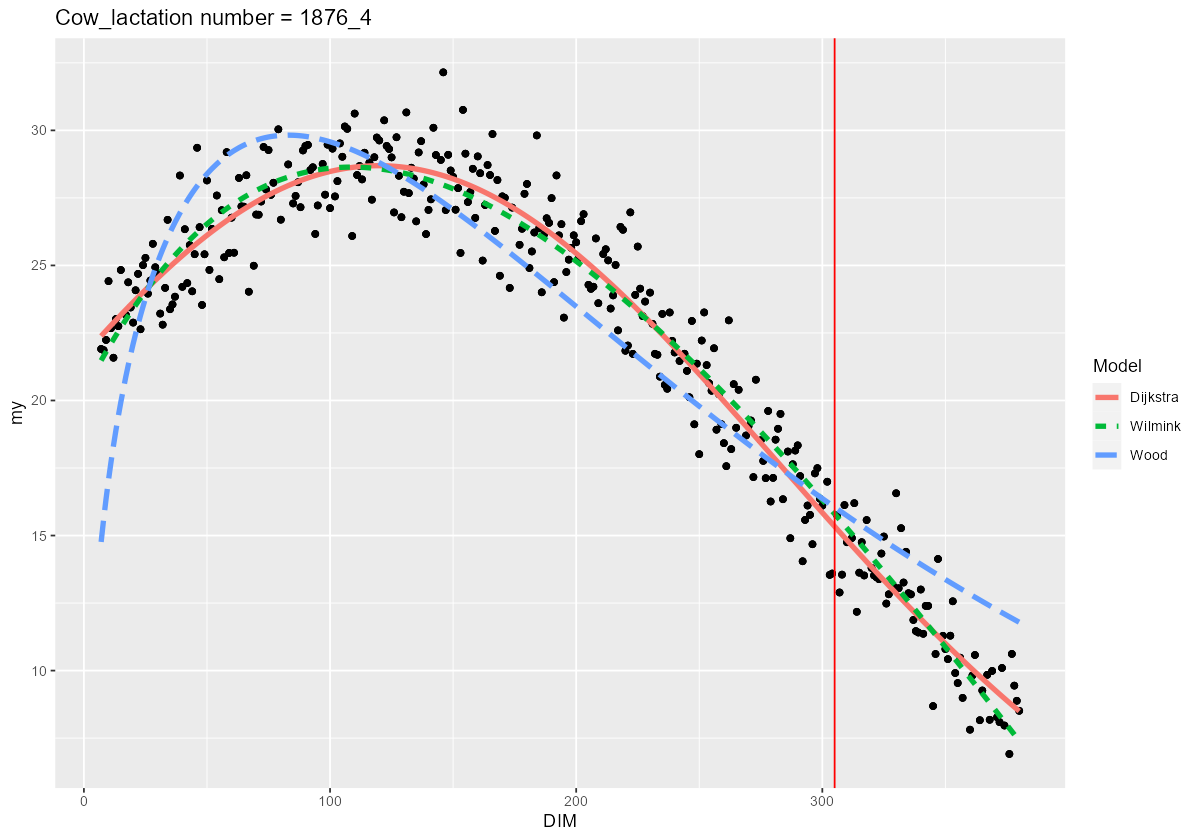 Cow_lactation number = 1876_4
my
30
25
20
15
10
0
100
200
300
DIM
Model
Dijkstra
Wilmink
Wood